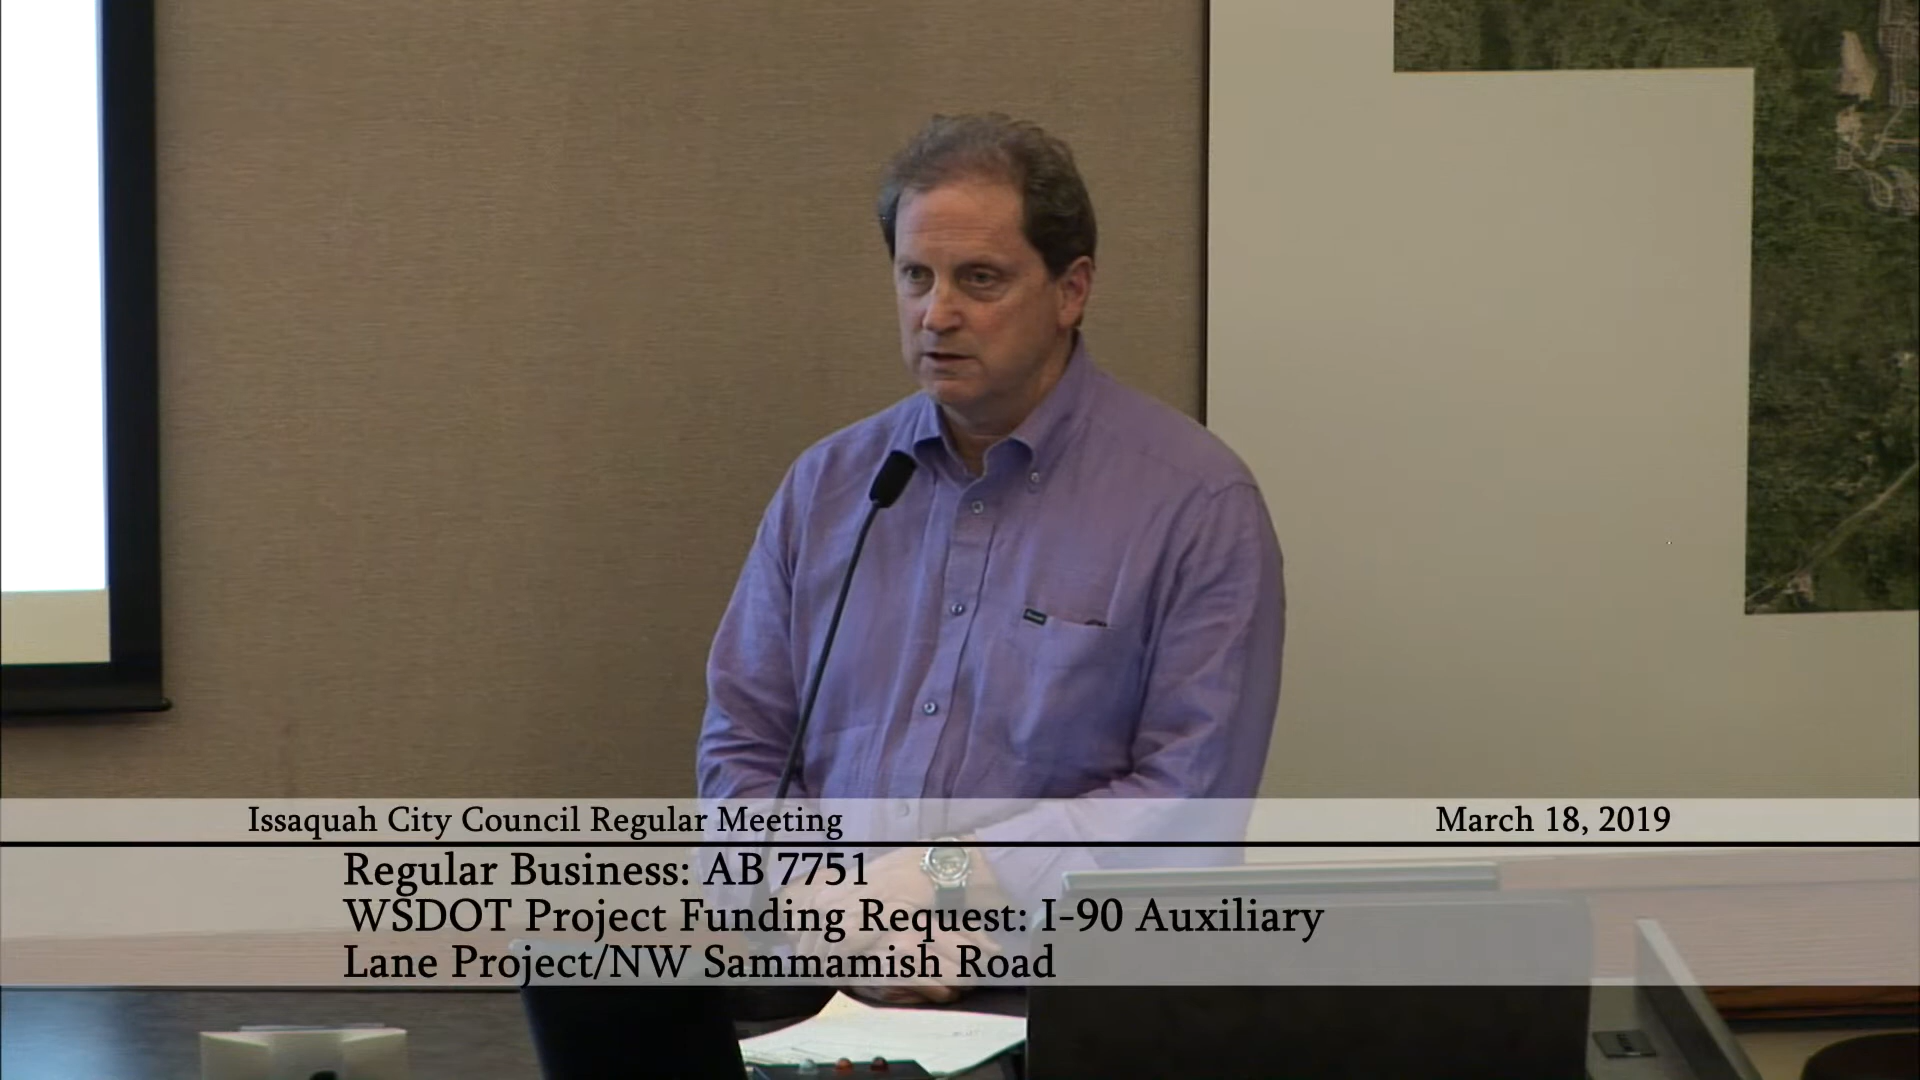 Issaquah City Council Regular Meeting March 18, 2019
Regular Business: AB 7751
WSDOT Project Funding Request: I-90 Auxiliary
Lane Project/NW Sammamish Road